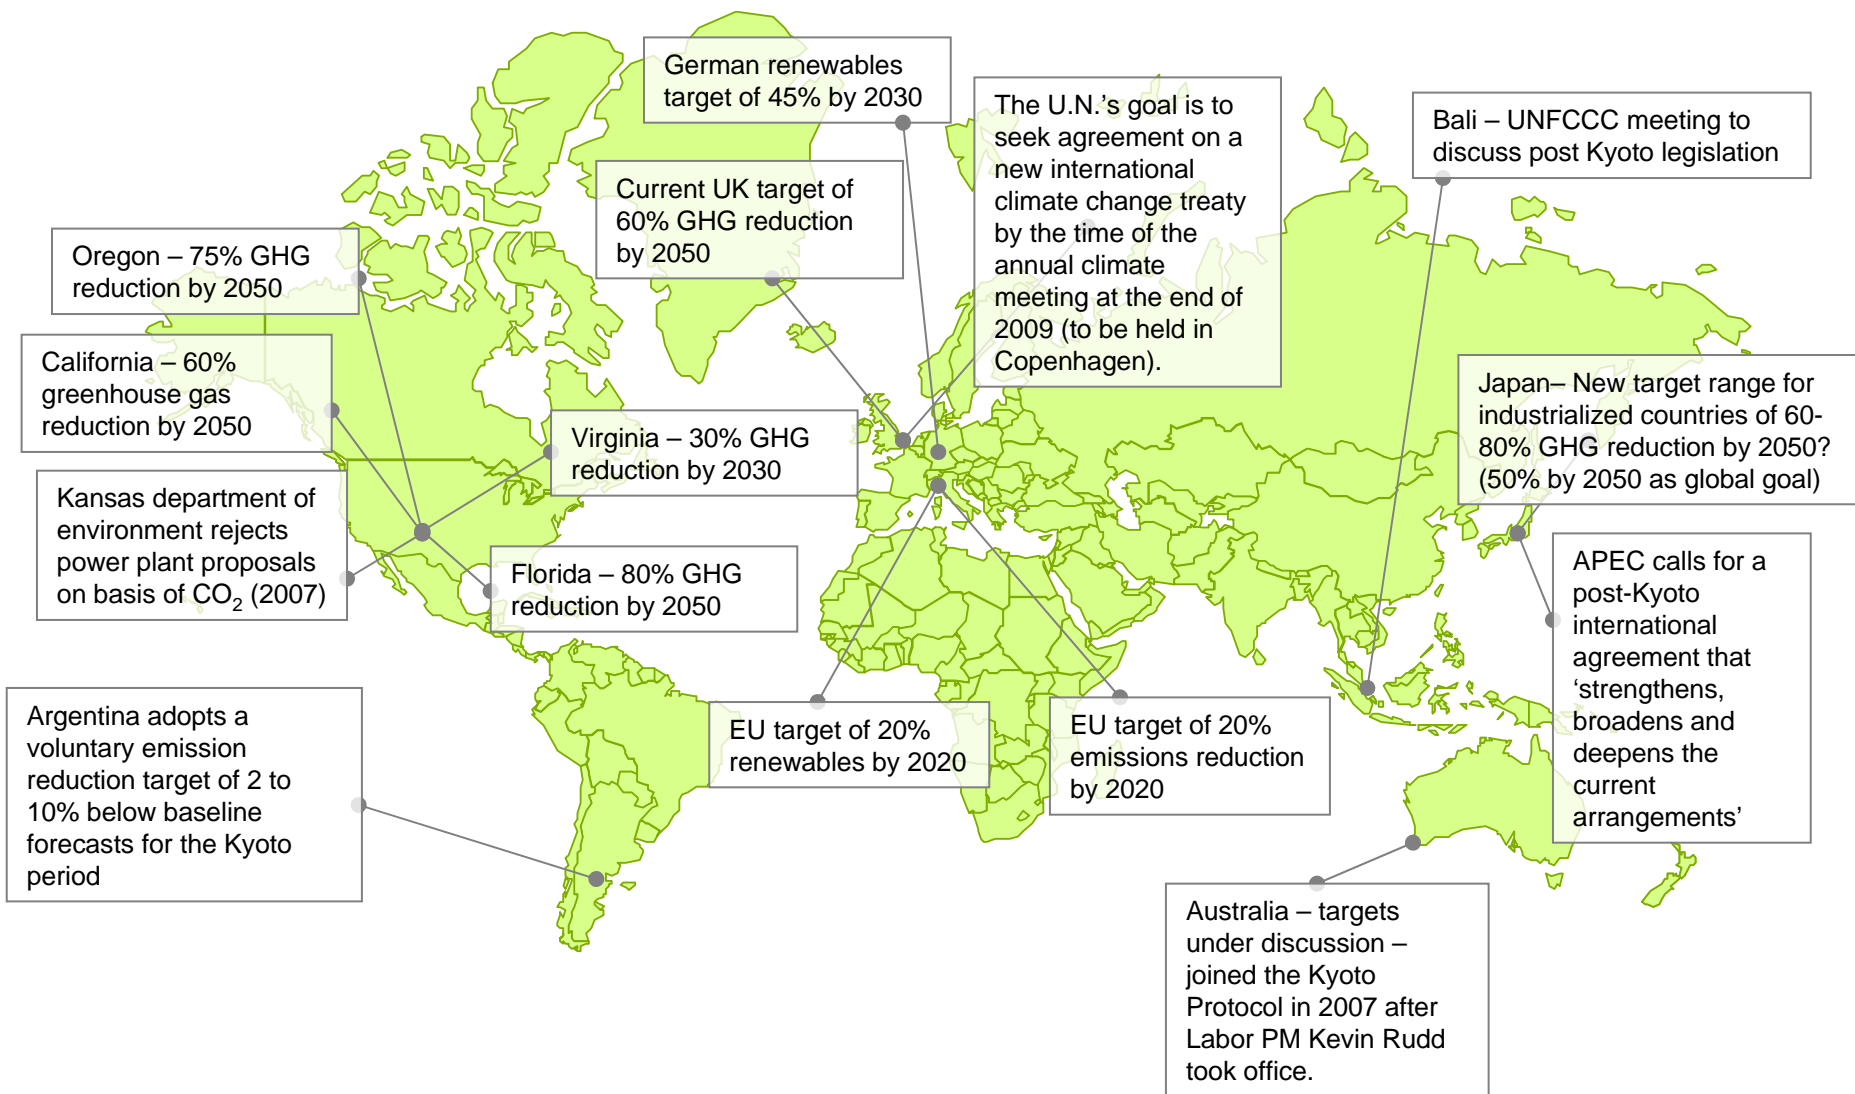 German renewables
target of 45% by 2030
The U.N.’s goal is to
seek agreement on a
new international
climate change treaty
by the time of the
annual climate
meeting at the end of
2009 (to be held in
Copenhagen).
Bali – UNFCCC meeting to
discuss post Kyoto legislation
Current UK target of
60% GHG reduction
by 2050
Oregon – 75% GHG
reduction by 2050
California – 60%
greenhouse gas
reduction by 2050
Japan– New target range for
industrialized countries of 60-
80% GHG reduction by 2050?
(50% by 2050 as global goal)
Virginia – 30% GHG
reduction by 2030
Kansas department of
environment rejects
power plant proposals
on basis of CO2 (2007)
Florida – 80% GHG
reduction by 2050
APEC calls for a
post-Kyoto
international
agreement that
‘strengthens,
broadens and
deepens the
current
arrangements’
Argentina adopts a
voluntary emission
reduction target of 2 to
10% below baseline
forecasts for the Kyoto
period
EU target of 20%
renewables by 2020
EU target of 20%
emissions reduction
by 2020
Australia – targets
under discussion –
joined the Kyoto
Protocol in 2007 after
Labor PM Kevin Rudd
took office.